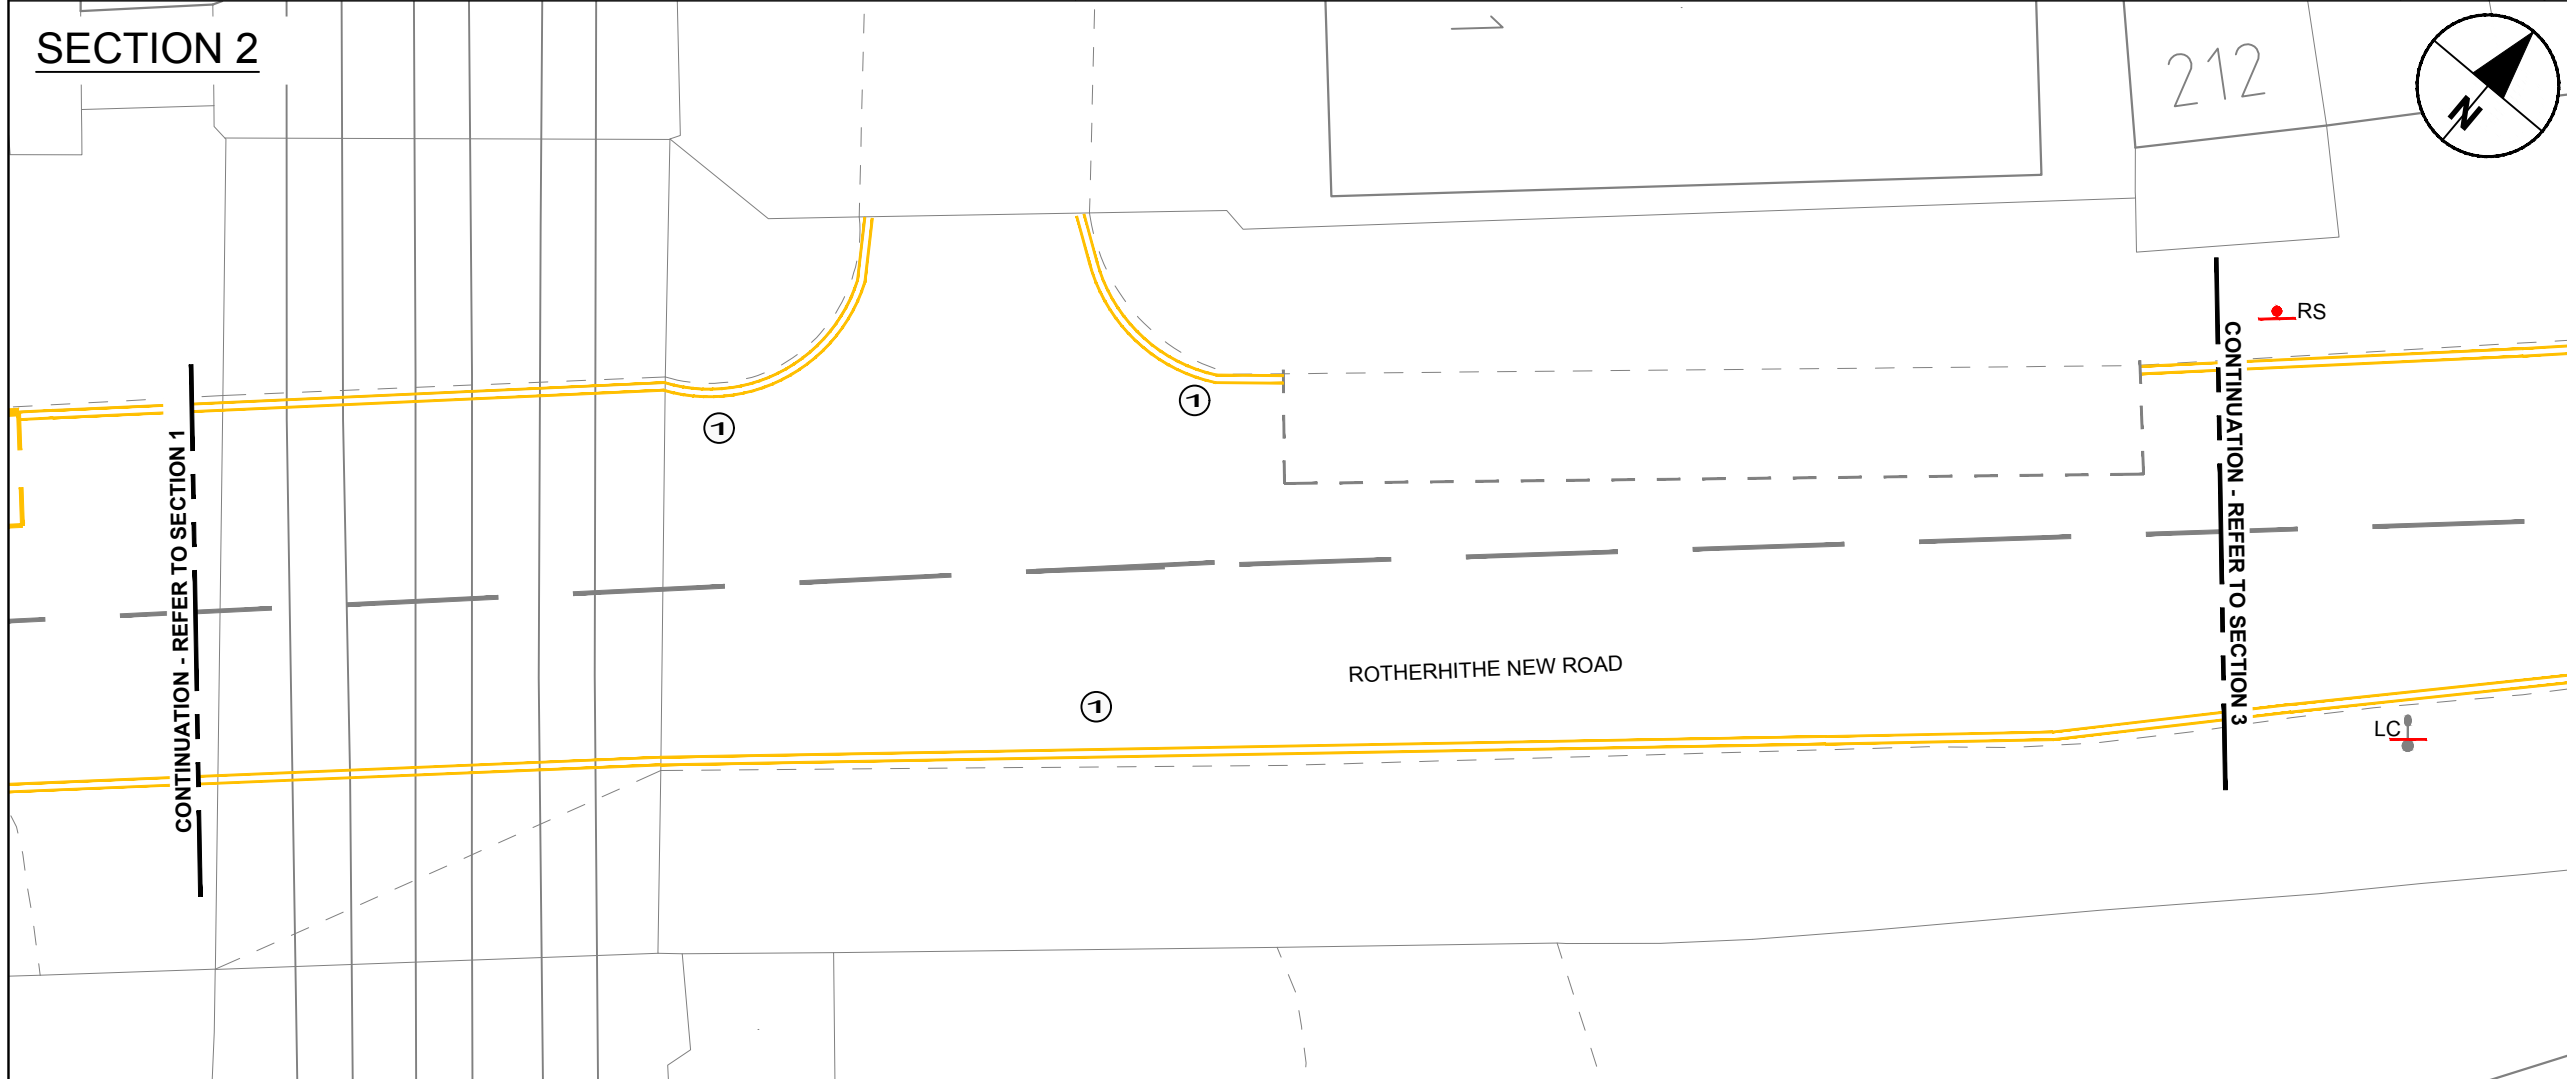 SECTION 2
1
212
N
RS
1
1
CONTINUATION - REFER TO SECTION 1
CONTINUATION - REFER TO SECTION 3
ROTHERHITHE NEW ROAD
1
LC